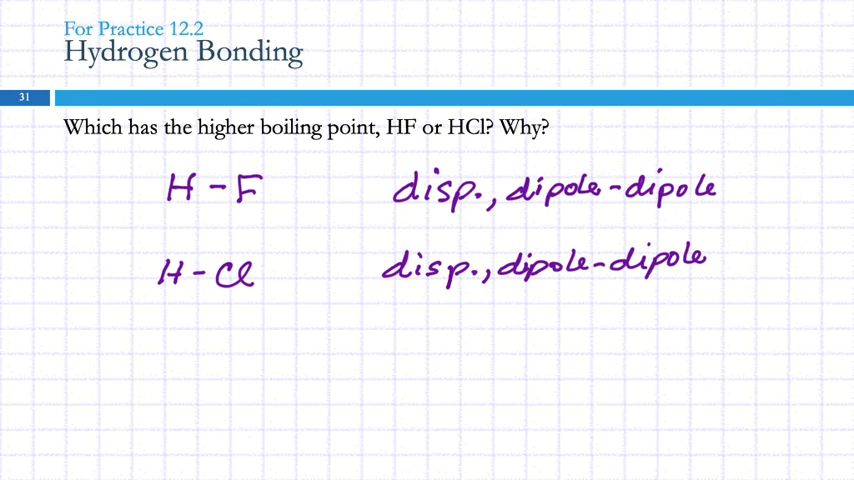 For Practice 12.2
Hydrogen Bonding
31
Which has the higher boiling point, HF or HCl? Why?
H – F disp., dipole-dipole
H – Cl disp., dipole-dipole